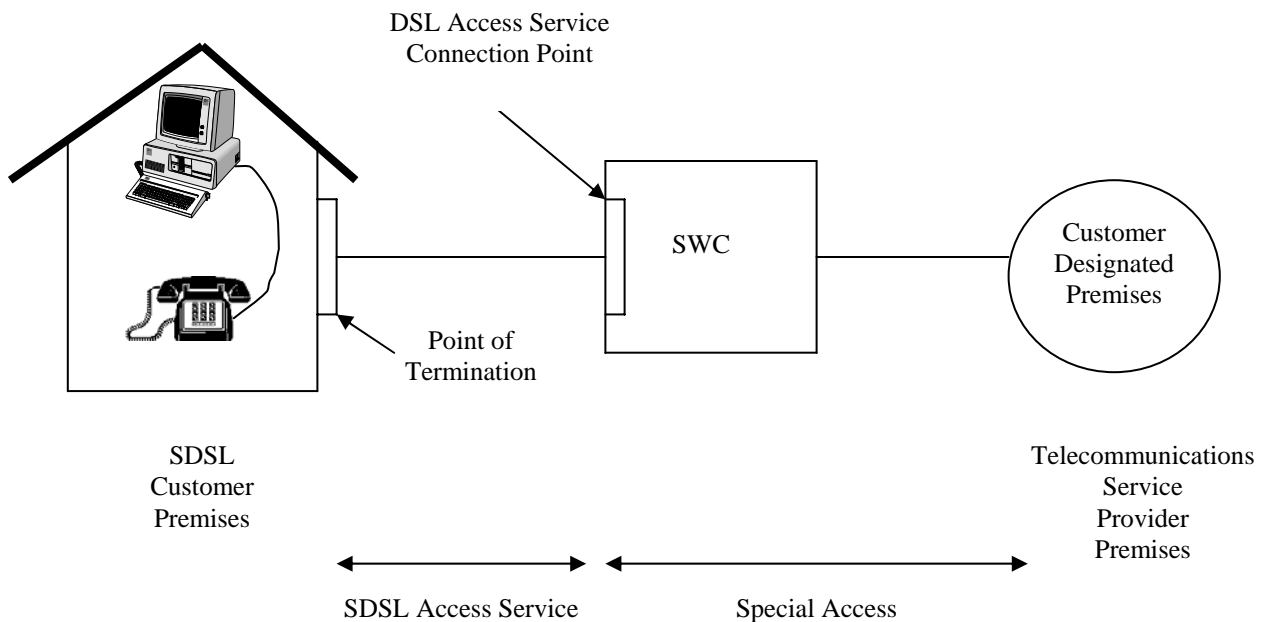 DSL Access Service
Connection Point
SWC
Customer
Designated
Premises
Point of
Termination
SDSL
Customer
Premises
Telecommunications
Service
Provider
Premises
SDSL Access Service
Special Access